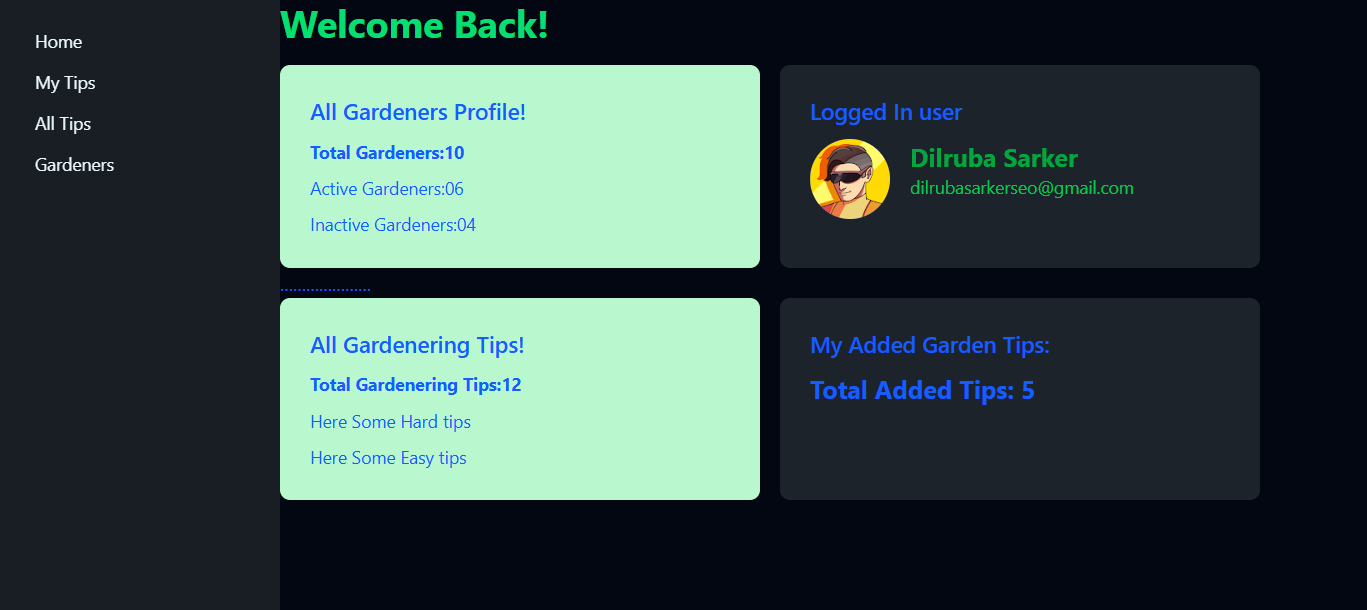 Home
My Tips
All Tips
Gardeners
Welcome Back!
All Gardeners Profile!
Total Gardeners:10
Active Gardeners:06
Inactive Gardeners:04
Logged In user
Dilruba Sarker
dilrubasarkerseo@gmail.com
.....................
All Gardenering Tips!
Total Gardenering Tips:12
Here Some Hard tips
Here Some Easy tips
My Added Garden Tips:
Total Added Tips: 5